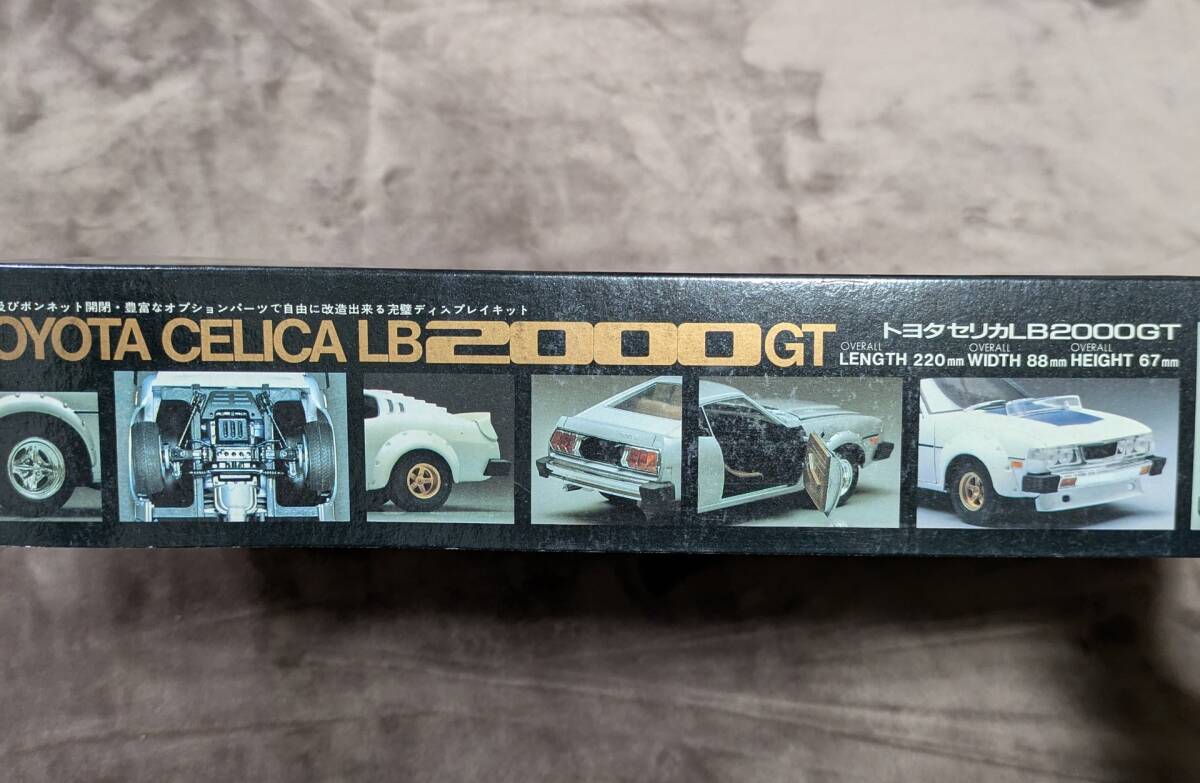 及びボンネット開閉・豊富なオプションパーツで自由に改造出来る完璧ディスプレイキット
OYOTA CELICA LB2000GT
トヨタセリカLB2000GT
OVERALL LENGTH 220mm OVERALL WIDTH 88mm OVERALL HEIGHT 67mm